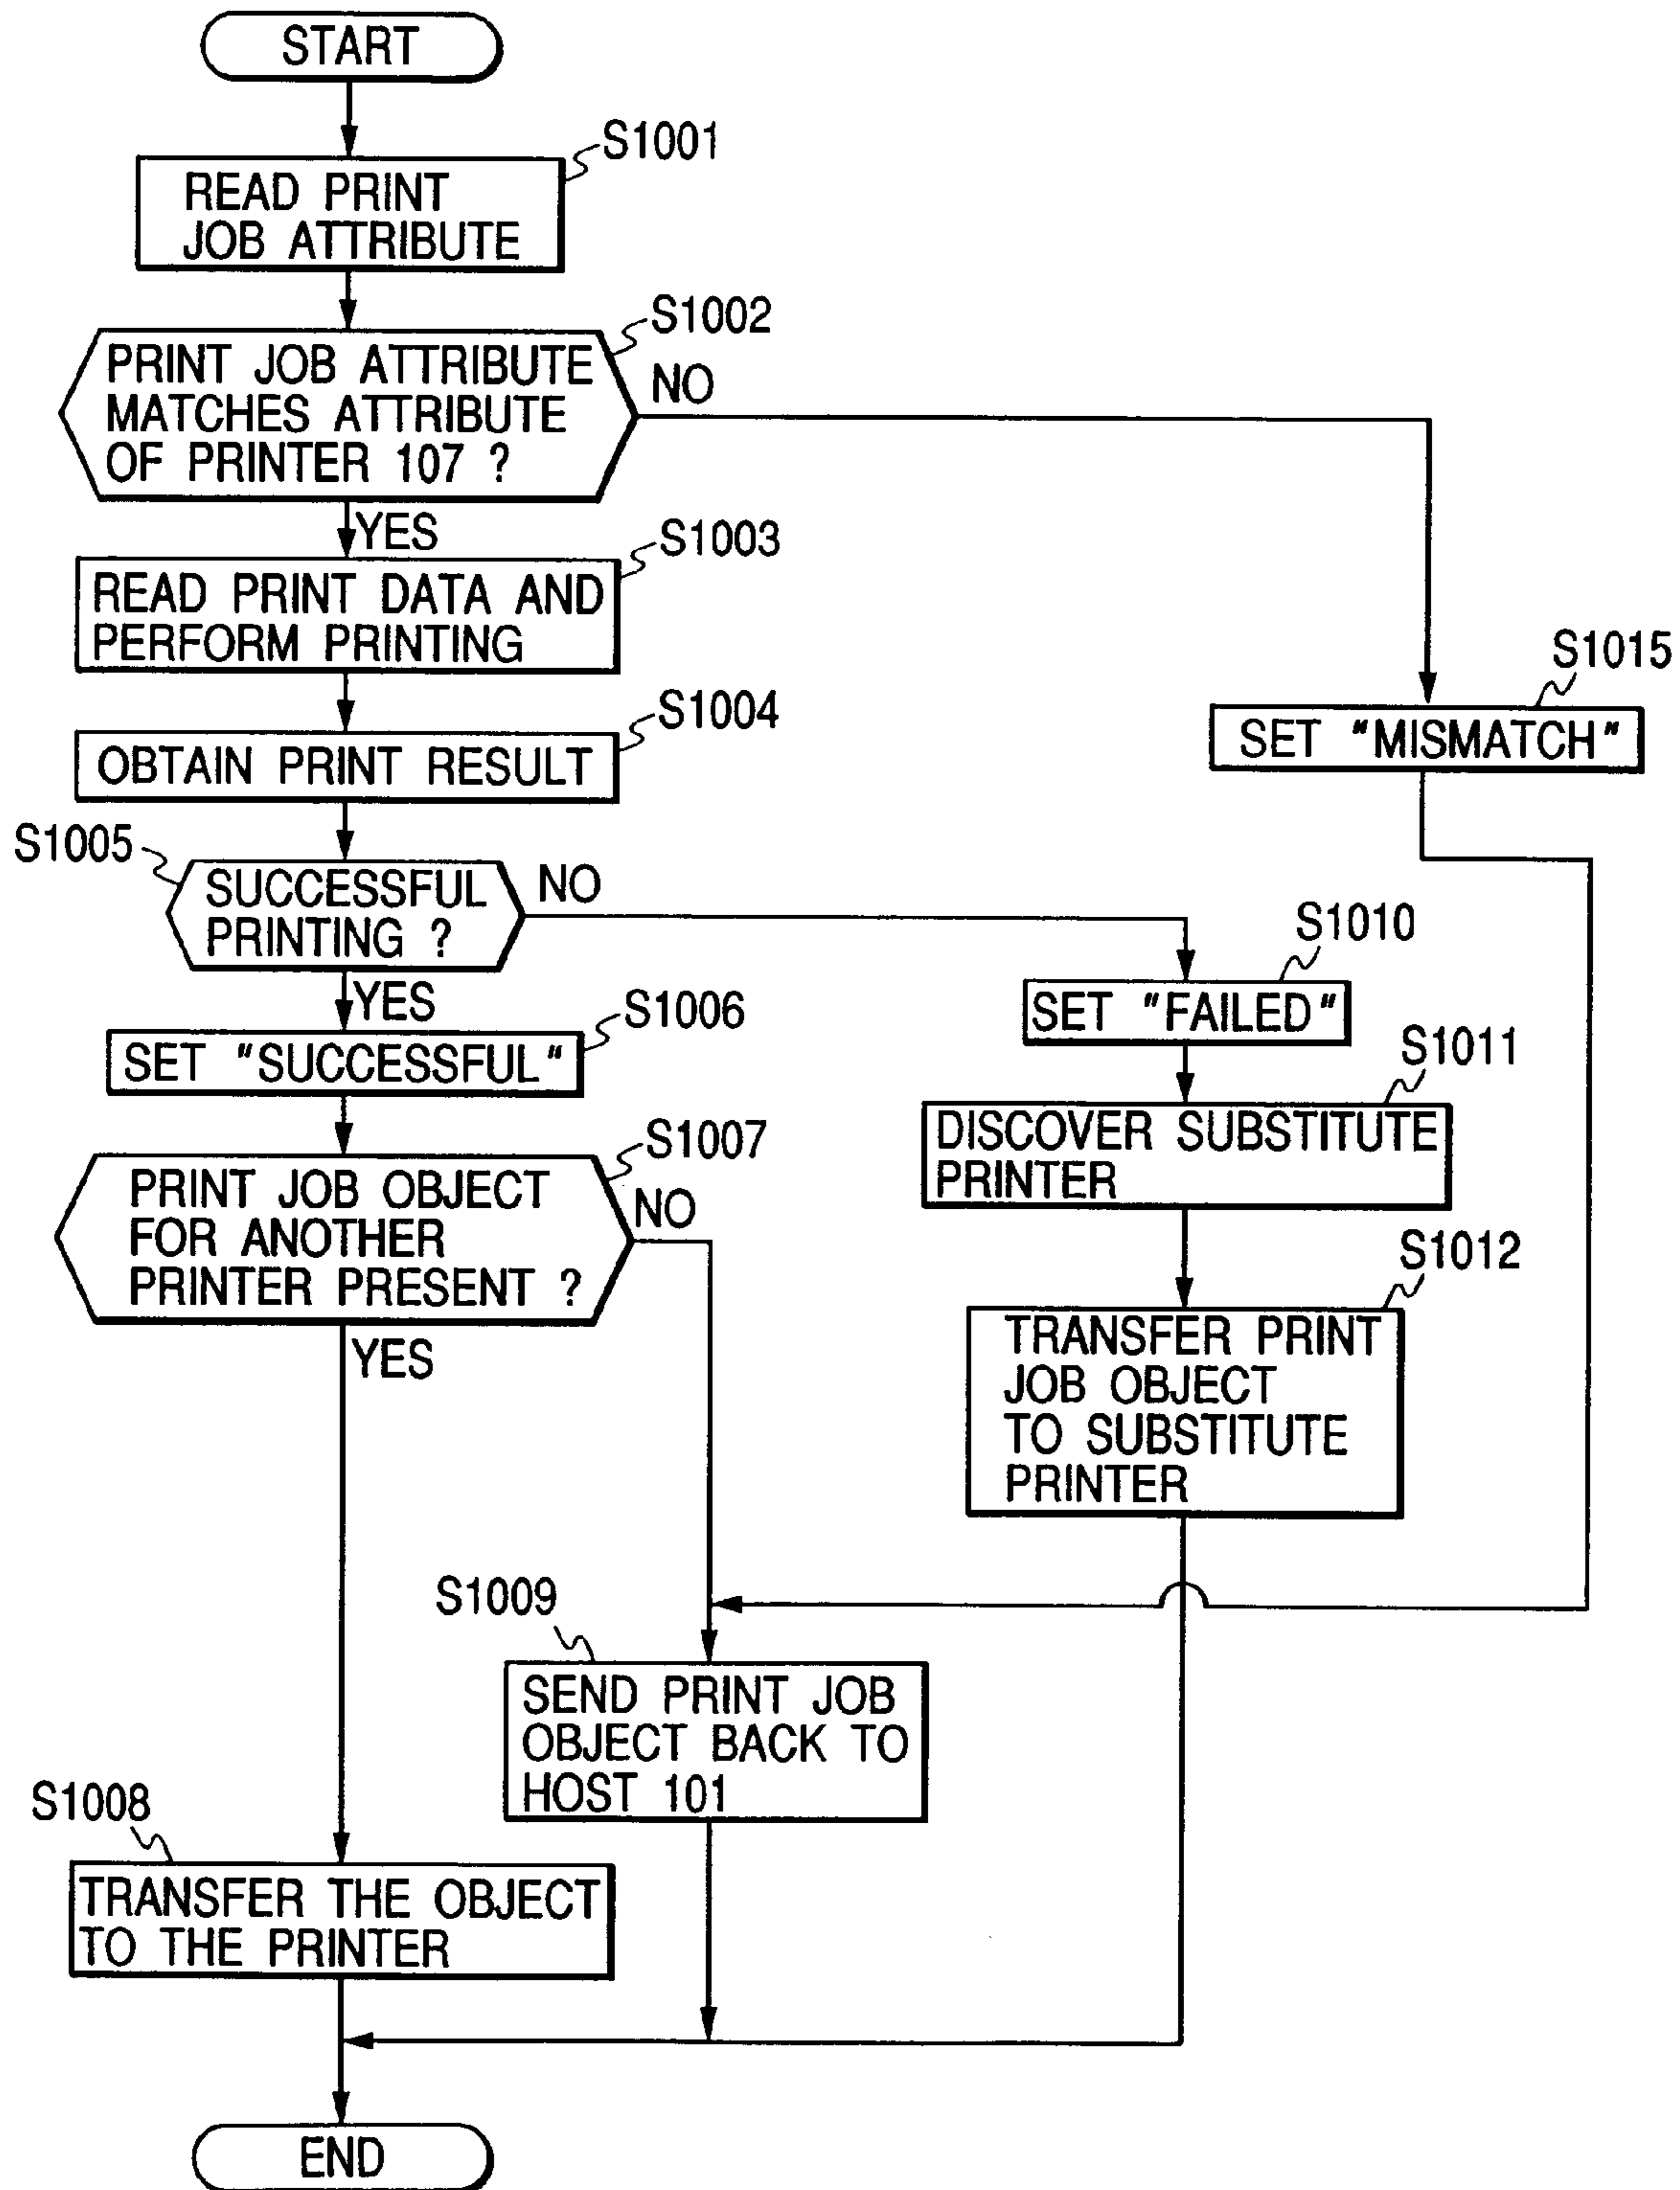 START
S1001
READ PRINT
JOB ATTRIBUTE
S1002
PRINT JOB ATTRIBUTE
MATCHES ATTRIBUTE
OF PRINTER 107 ?
NO
YES
S1003
READ PRINT DATA AND
PERFORM PRINTING
S1015
SET "MISMATCH"
S1004
OBTAIN PRINT RESULT
S1005
SUCCESSFUL
PRINTING ?
NO
YES
S1010
SET "FAILED"
S1006
SET "SUCCESSFUL"
S1011
DISCOVER SUBSTITUTE
PRINTER
S1007
PRINT JOB OBJECT
FOR ANOTHER
PRINTER PRESENT ?
NO
YES
S1012
TRANSFER PRINT
JOB OBJECT
TO SUBSTITUTE
PRINTER
S1009
SEND PRINT JOB
OBJECT BACK TO
HOST 101
S1008
TRANSFER THE OBJECT
TO THE PRINTER
END